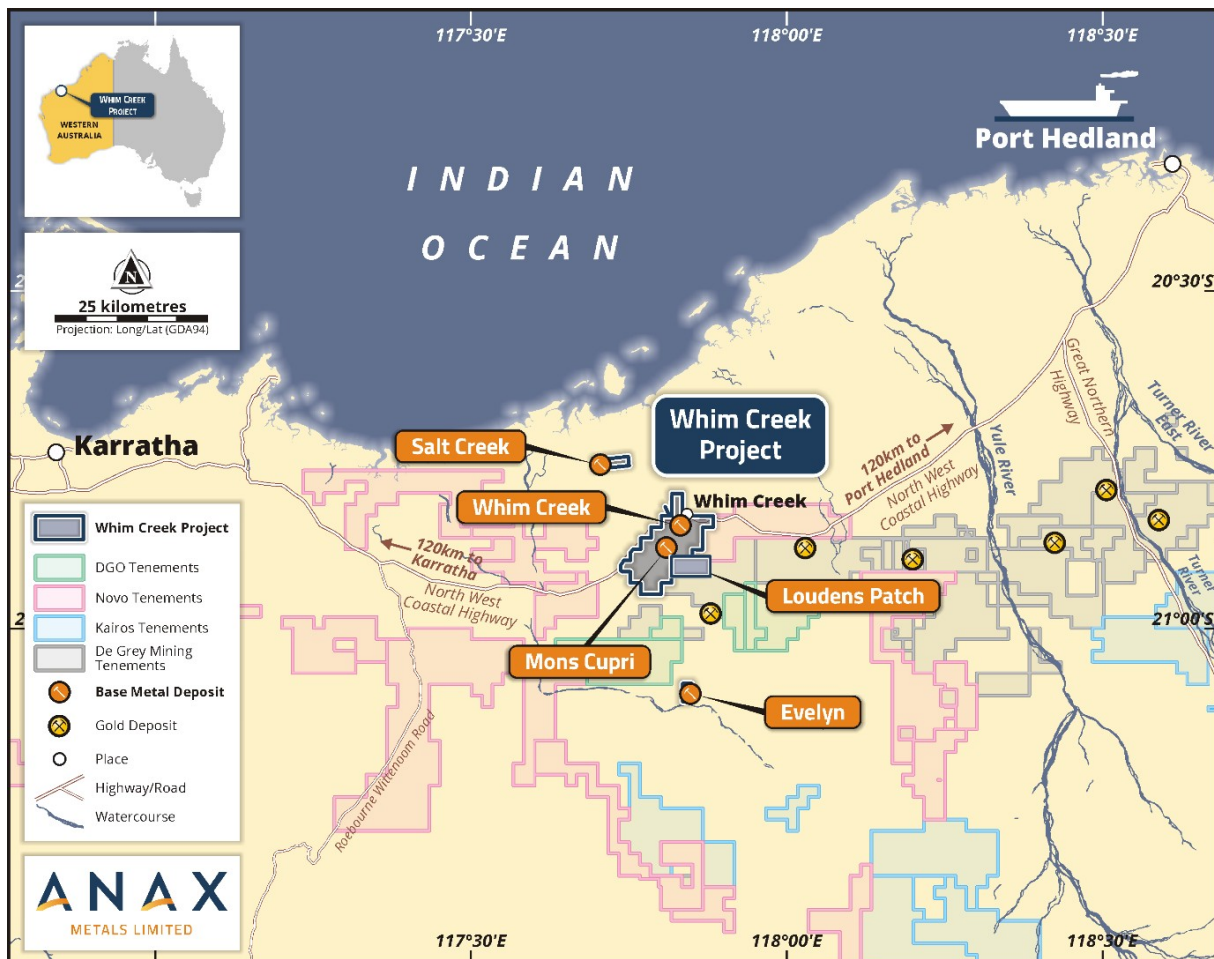 117°30'E
118°00'E
118°30'E
WHIM CREEK
PROJECT
WESTERN
AUSTRALIA
Port Hedland
INDIAN
OCEAN
N
25 kilometres
Projection: Long/Lat (GDA94)
20°30'S
Great Northern
Highway
Turner River
East
Karratha
Salt Creek
Whim Creek
Project
120km to
Port Hedland
North West
Coastal Highway
Yule River
Whim Creek
Whim Creek
120km to
Karratha
North West
Coastal Highway
Loudens Patch
Turner
River
21°00'S
Mons Cupri
Evelyn
Roebourne Wittenoom Road
Whim Creek Project
DGO Tenements
Novo Tenements
Kairos Tenements
De Grey Mining
Tenements
Base Metal Deposit
Gold Deposit
Place
Highway/Road
Watercourse
ANAX
METALS LIMITED
117°30'E
118°00'E
118°30'E